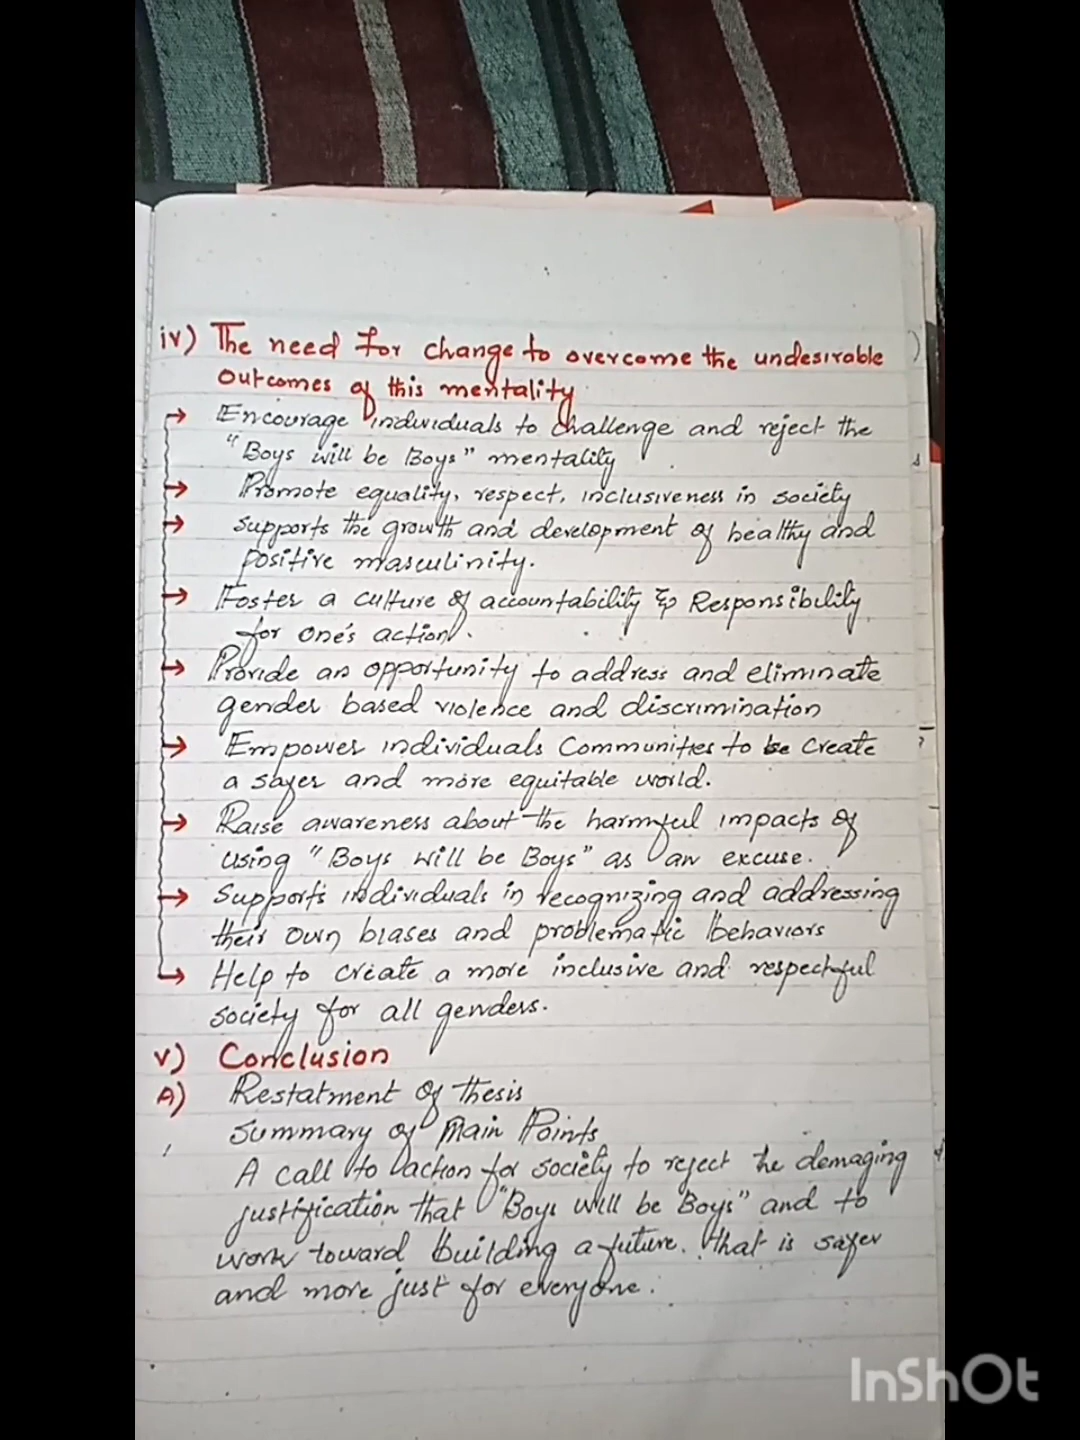 iv) The need for change to overcome the undesirable
outcomes of this mentality
→ Encourage individuals to challenge and reject the
"Boys will be Boys" mentality
→ Promote equality, respect, inclusiveness in society
→ supports the growth and development of healthy and
positive masculinity.
→ Foster a culture of accountability & Responsibility
for one's action.
→ Provide an opportunity to address and eliminate
gender based violence and discrimination
→ Empower individuals Communities to be create
a safer and more equitable world.
→ Raise awareness about the harmful impacts of
using "Boys will be Boys" as an excuse.
→ Supports individuals in recognizing and addressing
their own biases and problematic behaviors
→ Help to create a more inclusive and respectful
society for all genders.
v) Conclusion
A) Restatment of thesis
Summary of Main Points
A call to action for society to reject the demaging
justification that "Boys will be Boys" and to
work toward building a future. that is safer
and more just for everyone.
InShOt